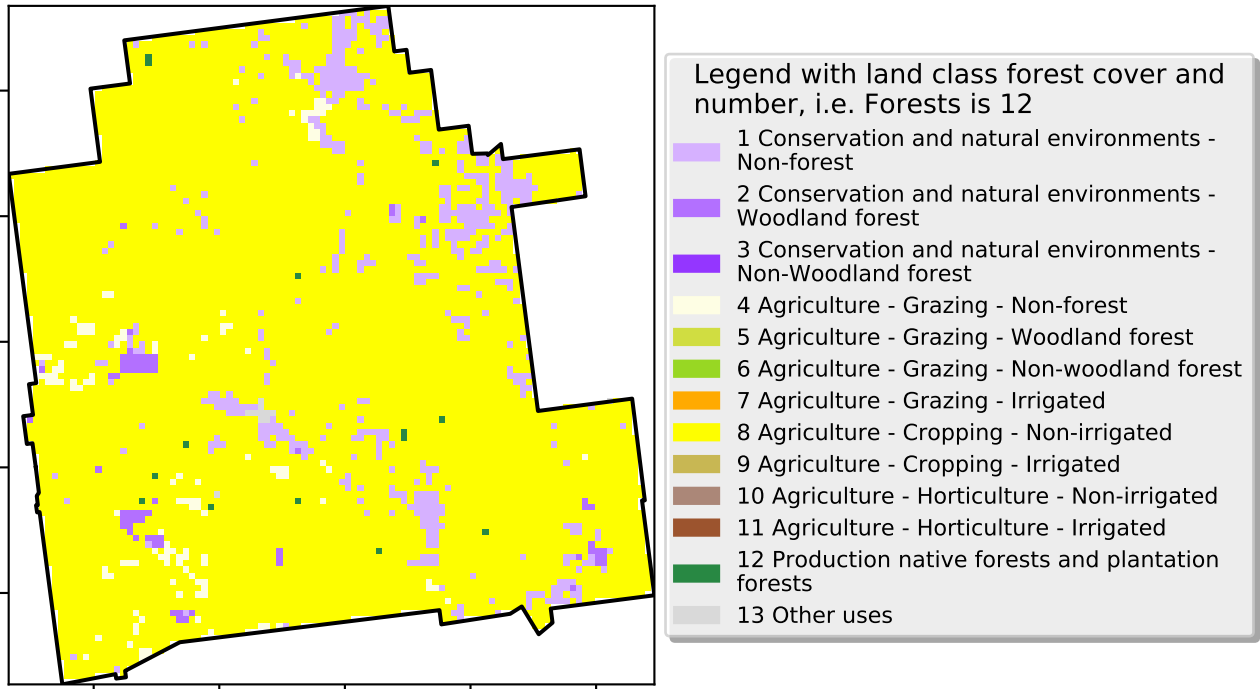 Legend with land class forest cover and
number, i.e. Forests is 12
1 Conservation and natural environments -
Non-forest
2 Conservation and natural environments -
Woodland forest
3 Conservation and natural environments -
Non-Woodland forest
4 Agriculture - Grazing - Non-forest
5 Agriculture - Grazing - Woodland forest
6 Agriculture - Grazing - Non-woodland forest
7 Agriculture - Grazing - Irrigated
8 Agriculture - Cropping - Non-irrigated
9 Agriculture - Cropping - Irrigated
10 Agriculture - Horticulture - Non-irrigated
11 Agriculture - Horticulture - Irrigated
12 Production native forests and plantation
forests
13 Other uses